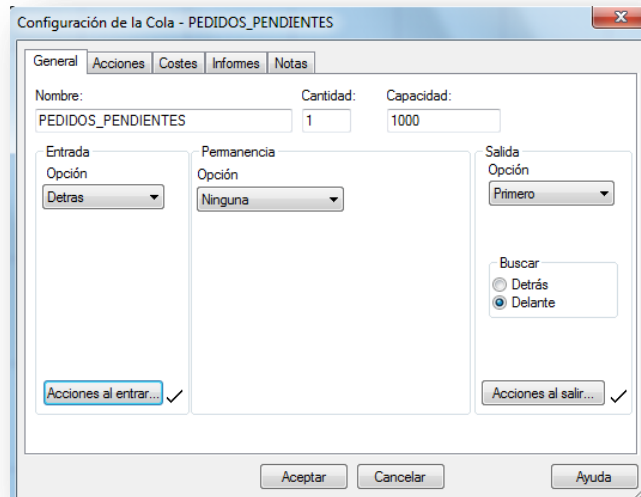 Configuración de la Cola - PEDIDOS_PENDIENTES
General Acciones Costes Informes Notas
Nombre: Cantidad: Capacidad:
PEDIDOS_PENDIENTES 1 1000
Entrada Permanencia Salida
Opción Opción Opción
Detras Ninguna Primero
Buscar
Detrás
Delante
Acciones al entrar... Acciones al salir...
Aceptar Cancelar Ayuda